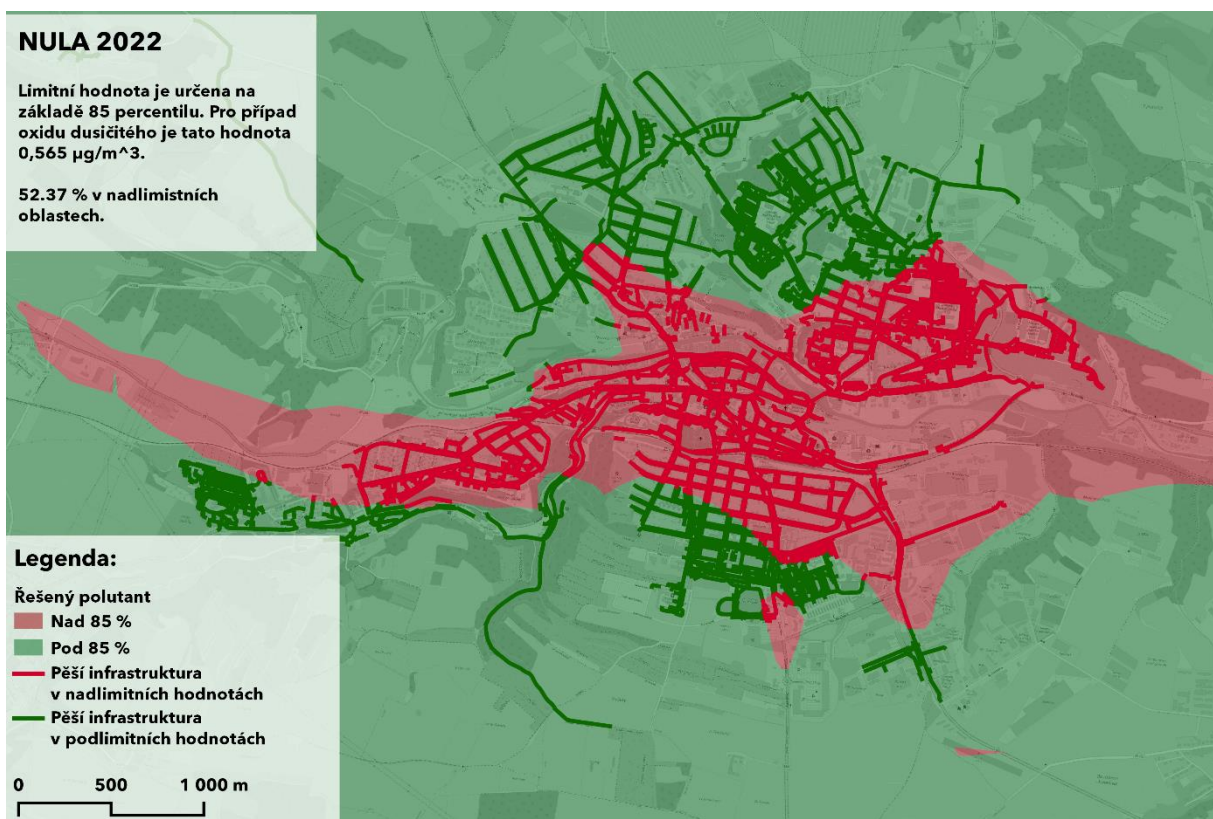 NULA 2022
Limitní hodnota je určena na
základě 85 percentilu. Pro případ
oxidu dusičitého je tato hodnota
0,565 µg/m^3.
52.37 % v nadlimistních
oblastech.
Legenda:
Řešený polutant
Nad 85 %
Pod 85 %
Pěší infrastruktura
v nadlimitních hodnotách
Pěší infrastruktura
v podlimitních hodnotách
0 500 1 000 m